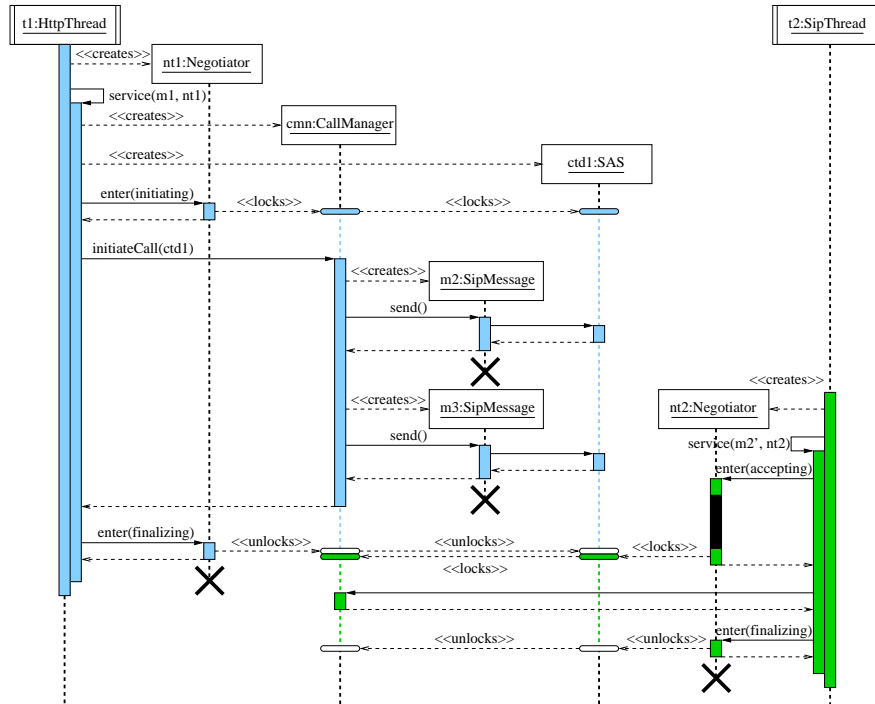 t1:HttpThread
t2:SipThread
<<creates>>
nt1:Negotiator
service(m1, nt1)
<<creates>>
cmn:CallManager
<<creates>>
ctd1:SAS
enter(initiating)
<<locks>>
<<locks>>
initiateCall(ctd1)
<<creates>>
m2:SipMessage
send()
<<creates>>
<<creates>>
m3:SipMessage
nt2:Negotiator
send()
service(m2’, nt2)
enter(accepting)
enter(finalizing)
<<unlocks>>
<<unlocks>>
<<locks>>
<<locks>>
enter(finalizing)
<<unlocks>>
<<unlocks>>